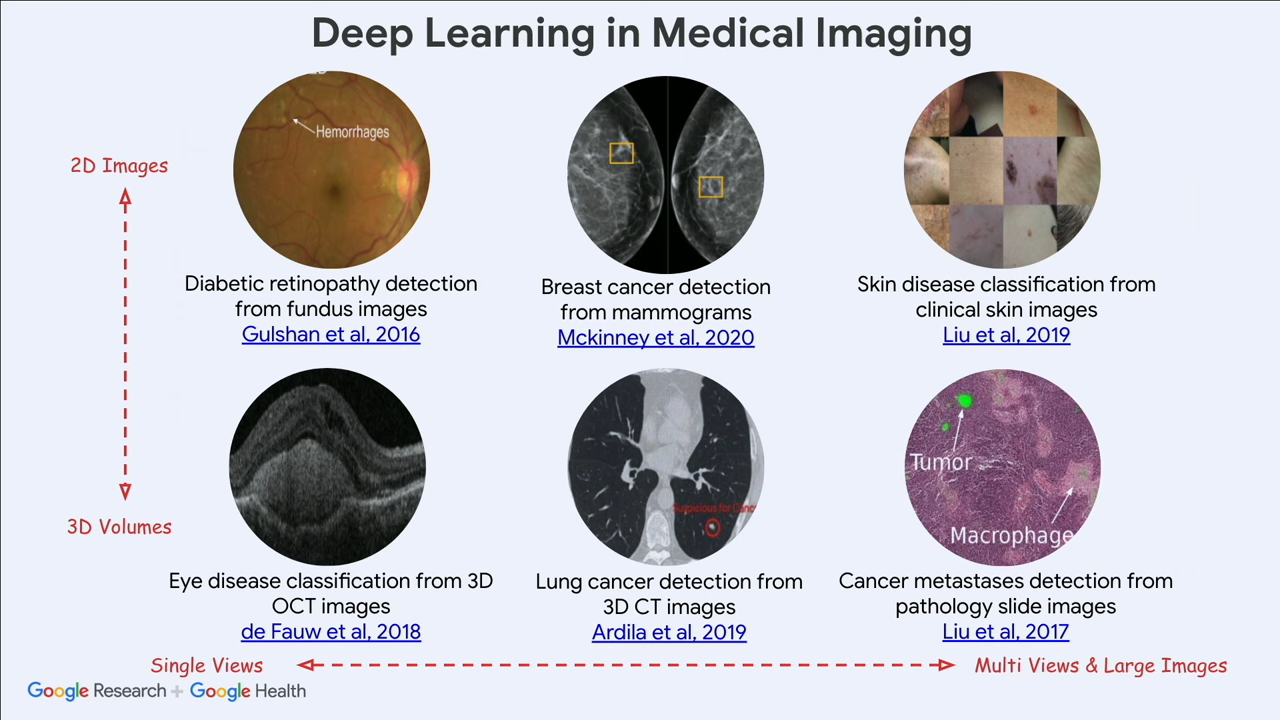 Deep Learning in Medical Imaging
2D Images
3D Volumes
Hemorrhages
Diabetic retinopathy detection
from fundus images
Gulshan et al, 2016
Breast cancer detection
from mammograms
Mckinney et al, 2020
Skin disease classification from
clinical skin images
Liu et al, 2019
Eye disease classification from 3D
OCT images
de Fauw et al, 2018
Suspicious for Canc
Lung cancer detection from
3D CT images
Ardila et al, 2019
Tumor
Macrophage
Cancer metastases detection from
pathology slide images
Liu et al, 2017
Single Views
Multi Views & Large Images
Google Research + Google Health